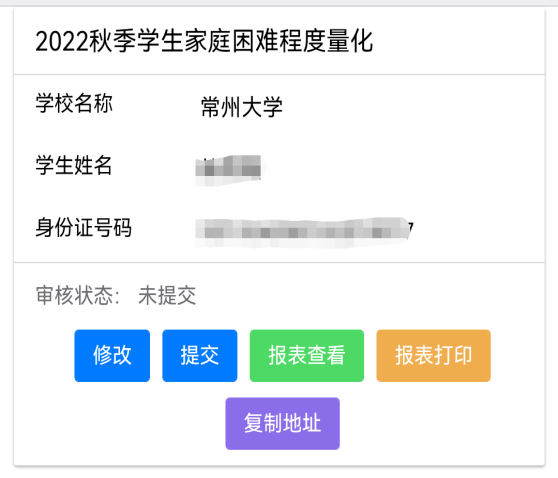 2022秋季学生家庭困难程度量化
学校名称 常州大学
学生姓名
身份证号码 7
审核状态： 未提交
修改 提交 报表查看 报表打印
复制地址